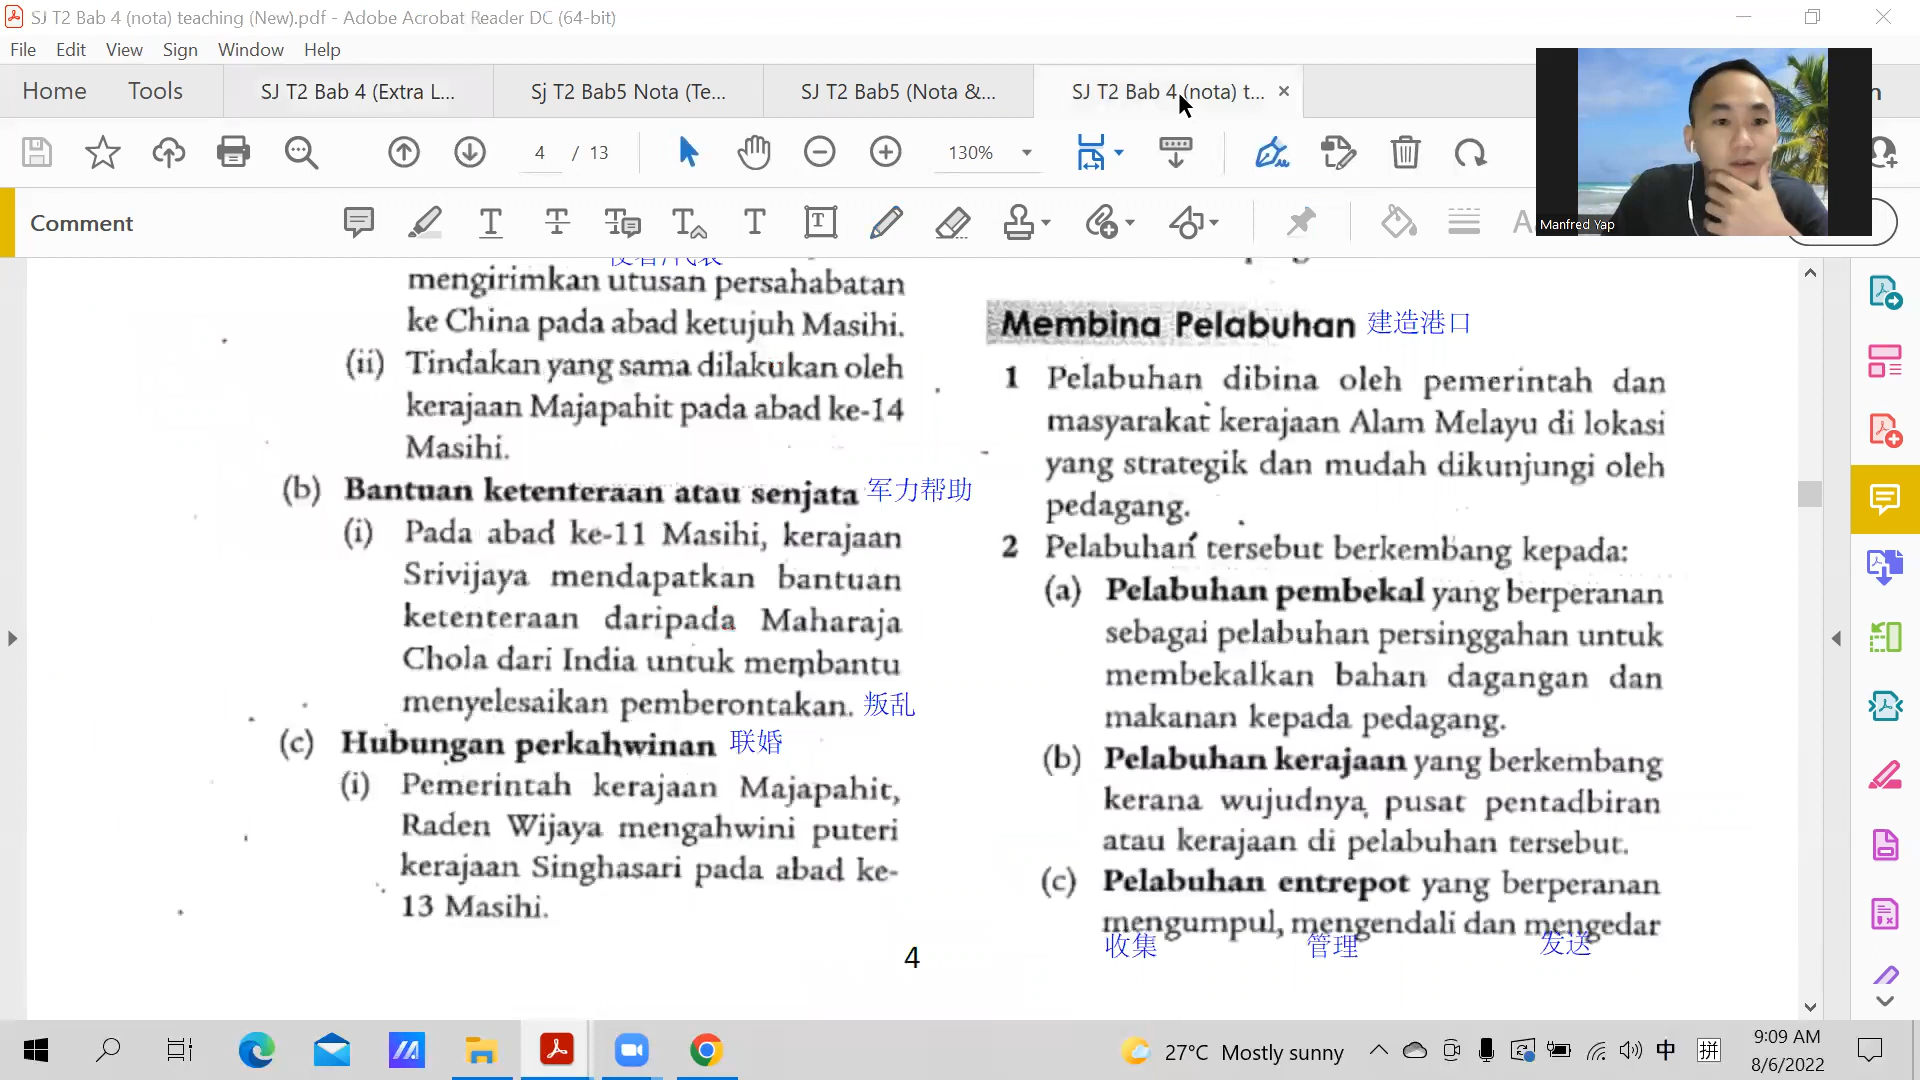 SJ T2 Bab 4 (nota) teaching (New).pdf - Adobe Acrobat Reader DC (64-bit)
File Edit View Sign Window Help
Home Tools SJ T2 Bab 4 (Extra L... Sj T2 Bab5 Nota (Te... SJ T2 Bab5 (Nota &... SJ T2 Bab 4 (nota) t...
4 / 13 130%
Comment
Manfred Yap
mengirimkan utusan persahabatan
ke China pada abad ketujuh Masihi.
(ii) Tindakan yang sama dilakukan oleh
kerajaan Majapahit pada abad ke-14
Masihi.
(b) Bantuan ketenteraan atau senjata 军力帮助
(i) Pada abad ke-11 Masihi, kerajaan
Srivijaya mendapatkan bantuan
ketenteraan daripada Maharaja
Chola dari India untuk membantu
menyelesaikan pemberontakan. 叛乱
(c) Hubungan perkahwinan 联婚
(i) Pemerintah kerajaan Majapahit,
Raden Wijaya mengahwini puteri
kerajaan Singhasari pada abad ke-
13 Masihi.
Membina Pelabuhan 建造港口
1 Pelabuhan dibina oleh pemerintah dan
masyarakat kerajaan Alam Melayu di lokasi
yang strategik dan mudah dikunjungi oleh
pedagang.
2 Pelabuhan tersebut berkembang kepada:
(a) Pelabuhan pembekal yang berperanan
sebagai pelabuhan persinggahan untuk
membekalkan bahan dagangan dan
makanan kepada pedagang.
(b) Pelabuhan kerajaan yang berkembang
kerana wujudnya pusat pentadbiran
atau kerajaan di pelabuhan tersebut.
(c) Pelabuhan entrepot yang berperanan
mengumpul, mengendali dan mengedar
收集 管理 发送
4
27°C Mostly sunny 中 拼 9:09 AM
8/6/2022